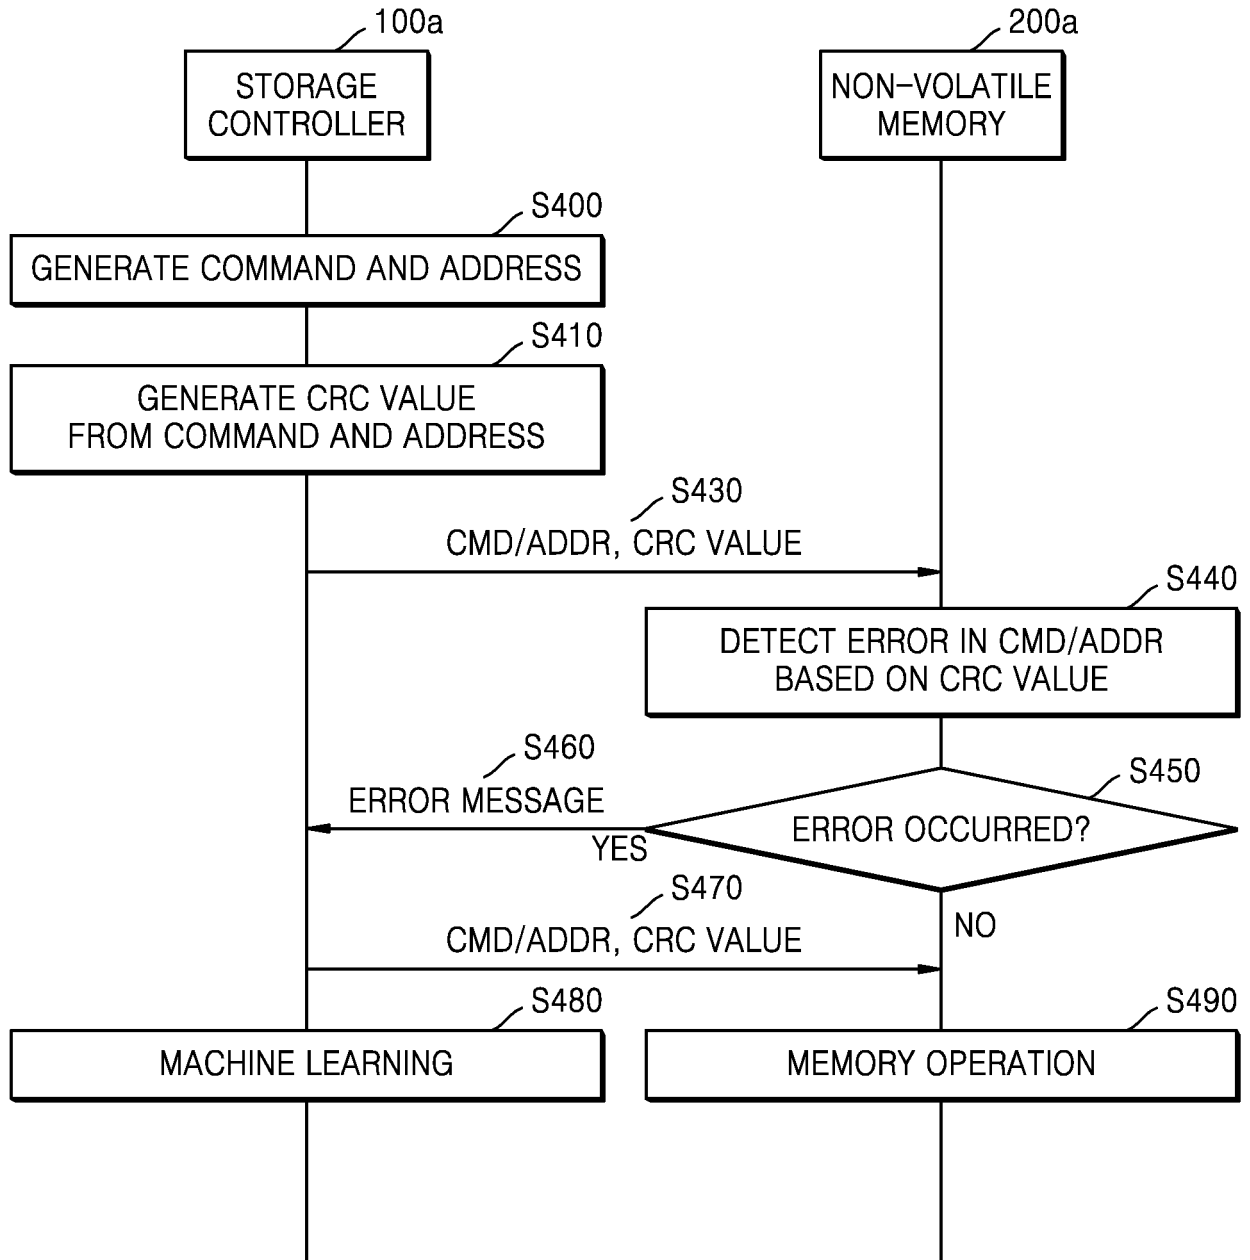 100a
200a
STORAGE
CONTROLLER
NON-VOLATILE
MEMORY
S400
GENERATE COMMAND AND ADDRESS
S410
GENERATE CRC VALUE
FROM COMMAND AND ADDRESS
S430
CMD/ADDR, CRC VALUE
S440
DETECT ERROR IN CMD/ADDR
BASED ON CRC VALUE
S460
ERROR MESSAGE
S450
ERROR OCCURRED?
YES
S470
CMD/ADDR, CRC VALUE
NO
S480
MACHINE LEARNING
S490
MEMORY OPERATION